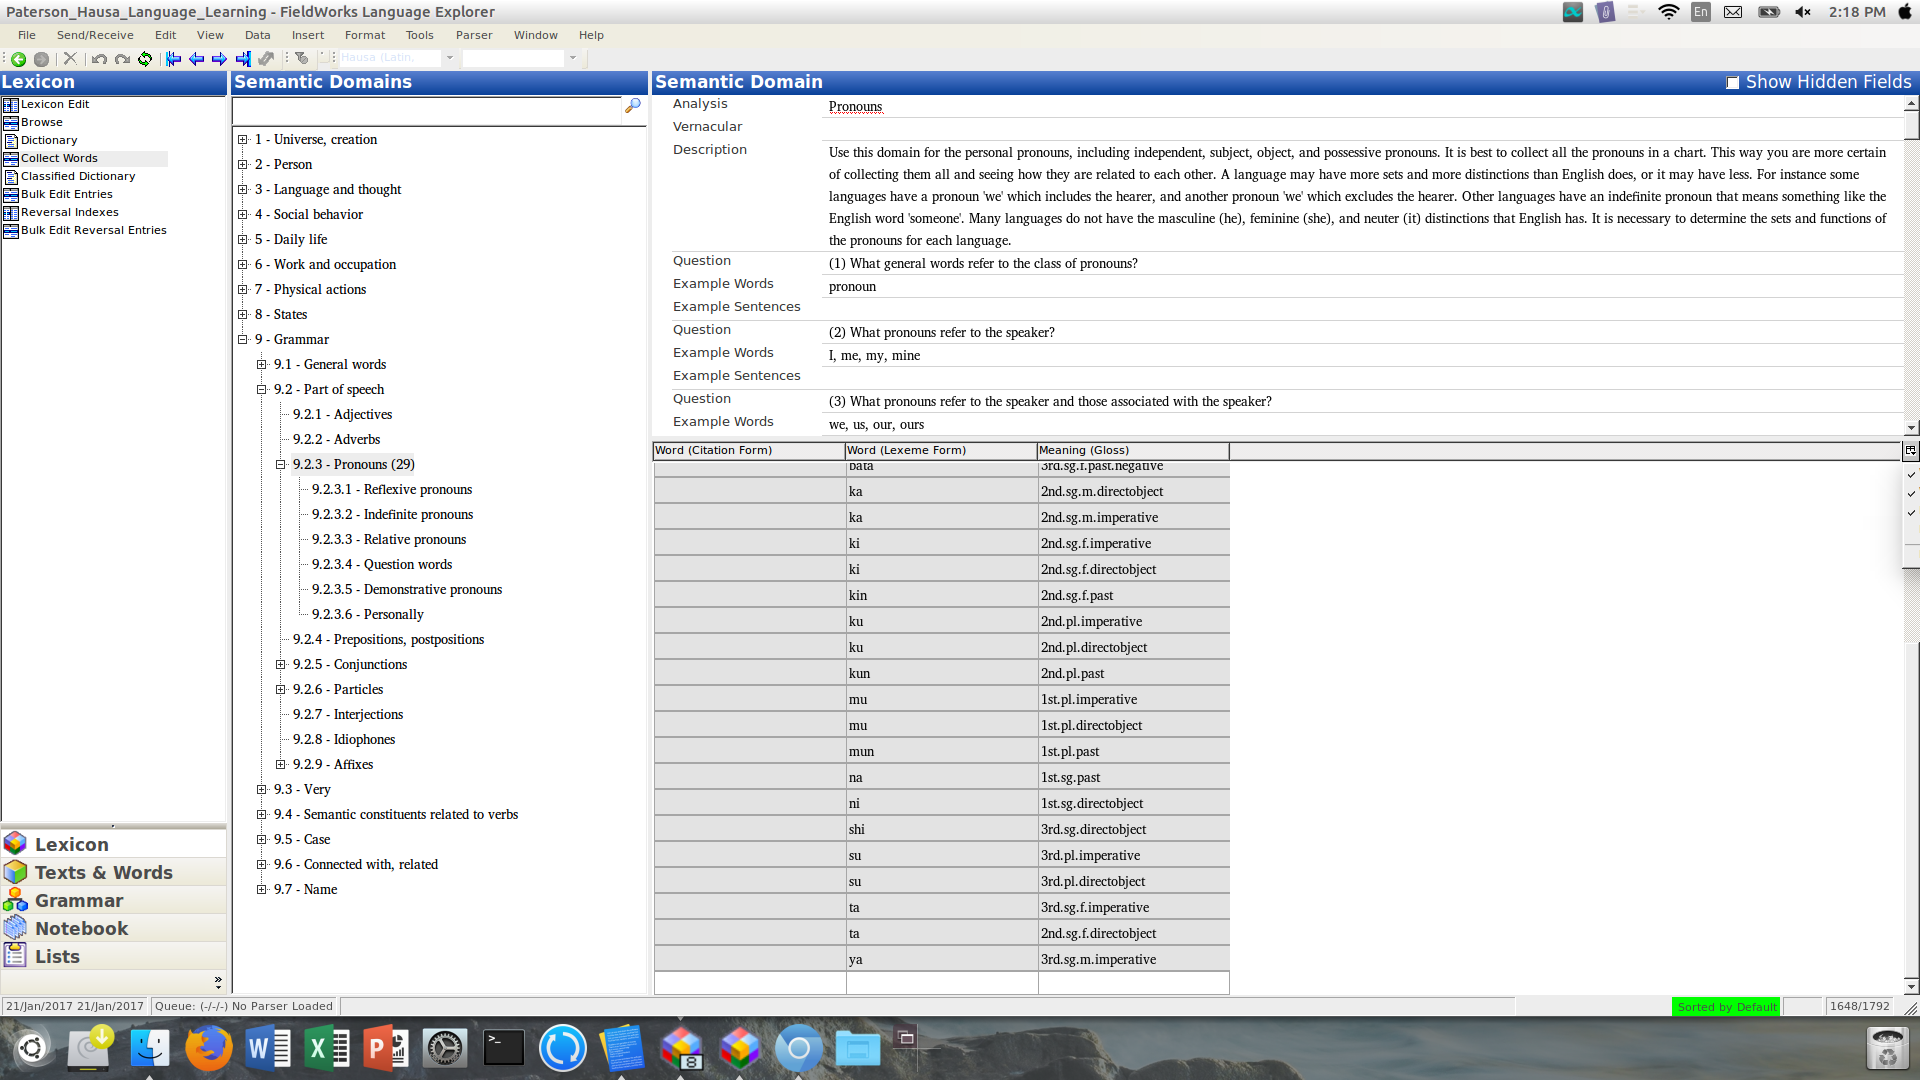 Paterson_Hausa_Language_Learning - FieldWorks Language Explorer
En
2:18 PM
File Send/Receive Edit View Data Insert Format Tools Parser Window Help
Hausa (Latin,
Lexicon
Lexicon Edit
Browse
Dictionary
Collect Words
Classified Dictionary
Bulk Edit Entries
Reversal Indexes
Bulk Edit Reversal Entries
Lexicon
Texts & Words
Grammar
Notebook
Lists
Semantic Domains
1 - Universe, creation
2 - Person
3 - Language and thought
4 - Social behavior
5 - Daily life
6 - Work and occupation
7 - Physical actions
8 - States
9 - Grammar
9.1 - General words
9.2 - Part of speech
9.2.1 - Adjectives
9.2.2 - Adverbs
9.2.3 - Pronouns (29)
9.2.3.1 - Reflexive pronouns
9.2.3.2 - Indefinite pronouns
9.2.3.3 - Relative pronouns
9.2.3.4 - Question words
9.2.3.5 - Demonstrative pronouns
9.2.3.6 - Personally
9.2.4 - Prepositions, postpositions
9.2.5 - Conjunctions
9.2.6 - Particles
9.2.7 - Interjections
9.2.8 - Idiophones
9.2.9 - Affixes
9.3 - Very
9.4 - Semantic constituents related to verbs
9.5 - Case
9.6 - Connected with, related
9.7 - Name
Semantic Domain
Show Hidden Fields
Analysis Pronouns
Vernacular
Description Use this domain for the personal pronouns, including independent, subject, object, and possessive pronouns. It is best to collect all the pronouns in a chart. This way you are more certain
of collecting them all and seeing how they are related to each other. A language may have more sets and more distinctions than English does, or it may have less. For instance some
languages have a pronoun 'we' which includes the hearer, and another pronoun 'we' which excludes the hearer. Other languages have an indefinite pronoun that means something like the
English word 'someone'. Many languages do not have the masculine (he), feminine (she), and neuter (it) distinctions that English has. It is necessary to determine the sets and functions of
the pronouns for each language.
Question (1) What general words refer to the class of pronouns?
Example Words pronoun
Example Sentences
Question (2) What pronouns refer to the speaker?
Example Words I, me, my, mine
Example Sentences
Question (3) What pronouns refer to the speaker and those associated with the speaker?
Example Words we, us, our, ours
Word (Citation Form) Word (Lexeme Form) Meaning (Gloss)
bata 3rd.sg.f.past.negative
ka 2nd.sg.m.directobject
ka 2nd.sg.m.imperative
ki 2nd.sg.f.imperative
ki 2nd.sg.f.directobject
kin 2nd.sg.f.past
ku 2nd.pl.imperative
ku 2nd.pl.directobject
kun 2nd.pl.past
mu 1st.pl.imperative
mu 1st.pl.directobject
mun 1st.pl.past
na 1st.sg.past
ni 1st.sg.directobject
shi 3rd.sg.directobject
su 3rd.pl.imperative
su 3rd.pl.directobject
ta 3rd.sg.f.imperative
ta 2nd.sg.f.directobject
ya 3rd.sg.m.imperative
21/Jan/2017 21/Jan/2017 Queue: (-/-/-) No Parser Loaded
Sorted by Default
1648/1792
W X P >_ 8